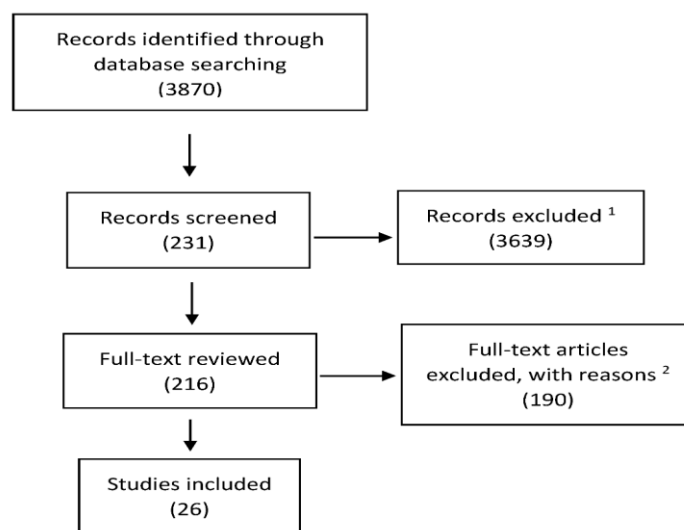 Records identified through
database searching
(3870)
Records screened
(231)
Records excluded 1
(3639)
Full-text reviewed
(216)
Full-text articles
excluded, with reasons 2
(190)
Studies included
(26)